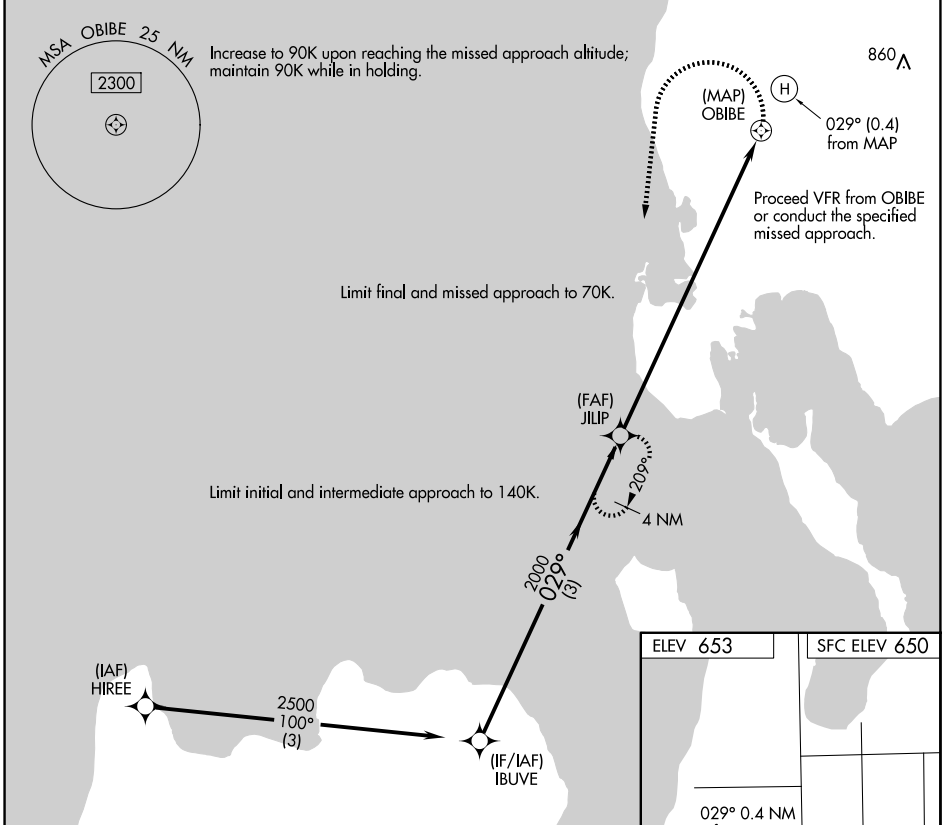 MSA OBIBE 25 NM
2300
Increase to 90K upon reaching the missed approach altitude;
maintain 90K while in holding.
860
(MAP)
OBIBE
H
029° (0.4)
from MAP
Proceed VFR from OBIBE
or conduct the specified
missed approach.
Limit final and missed approach to 70K.
(FAF)
JILIP
209°
4 NM
Limit initial and intermediate approach to 140K.
2000
029°
(3)
(IAF)
HIREE
2500
100°
(3)
(IF/IAF)
IBUVE
ELEV 653
SFC ELEV 650
029° 0.4 NM